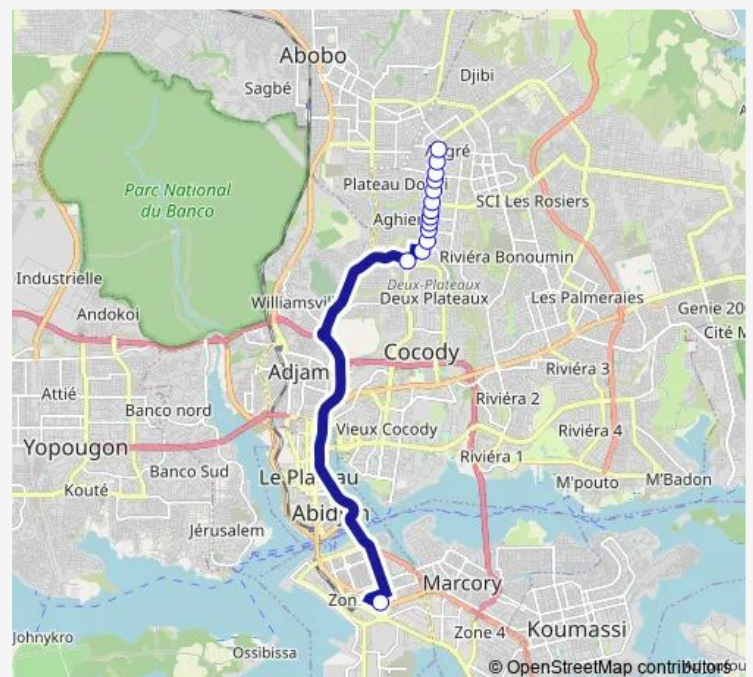 Abobo
Djibi
Sagbé
Parc National
du Banco
Plateau
SCI Les Rosiers
Aghien
Riviéra Bonoumin
Industrielle
Deux-Plateaux
Deux Plateaux
Les Palmeraies
Williamsvil
Genie 20
Andokoi
Cité M
Cocody
Adjam
Riviéra 3
Attié
Riviéra 2
Banco nord
Vieux Cocody
Riviéra 4
Yopougon
Riviéra 1
Banco Sud
Le Pl
au
M'pouto
M'Badon
Kouté
Abi
n
Jérusalem
Marcory
Zon
Zone 4
Koumassi
Johnykro
Ossibissa
© OpenStreetMap contributors